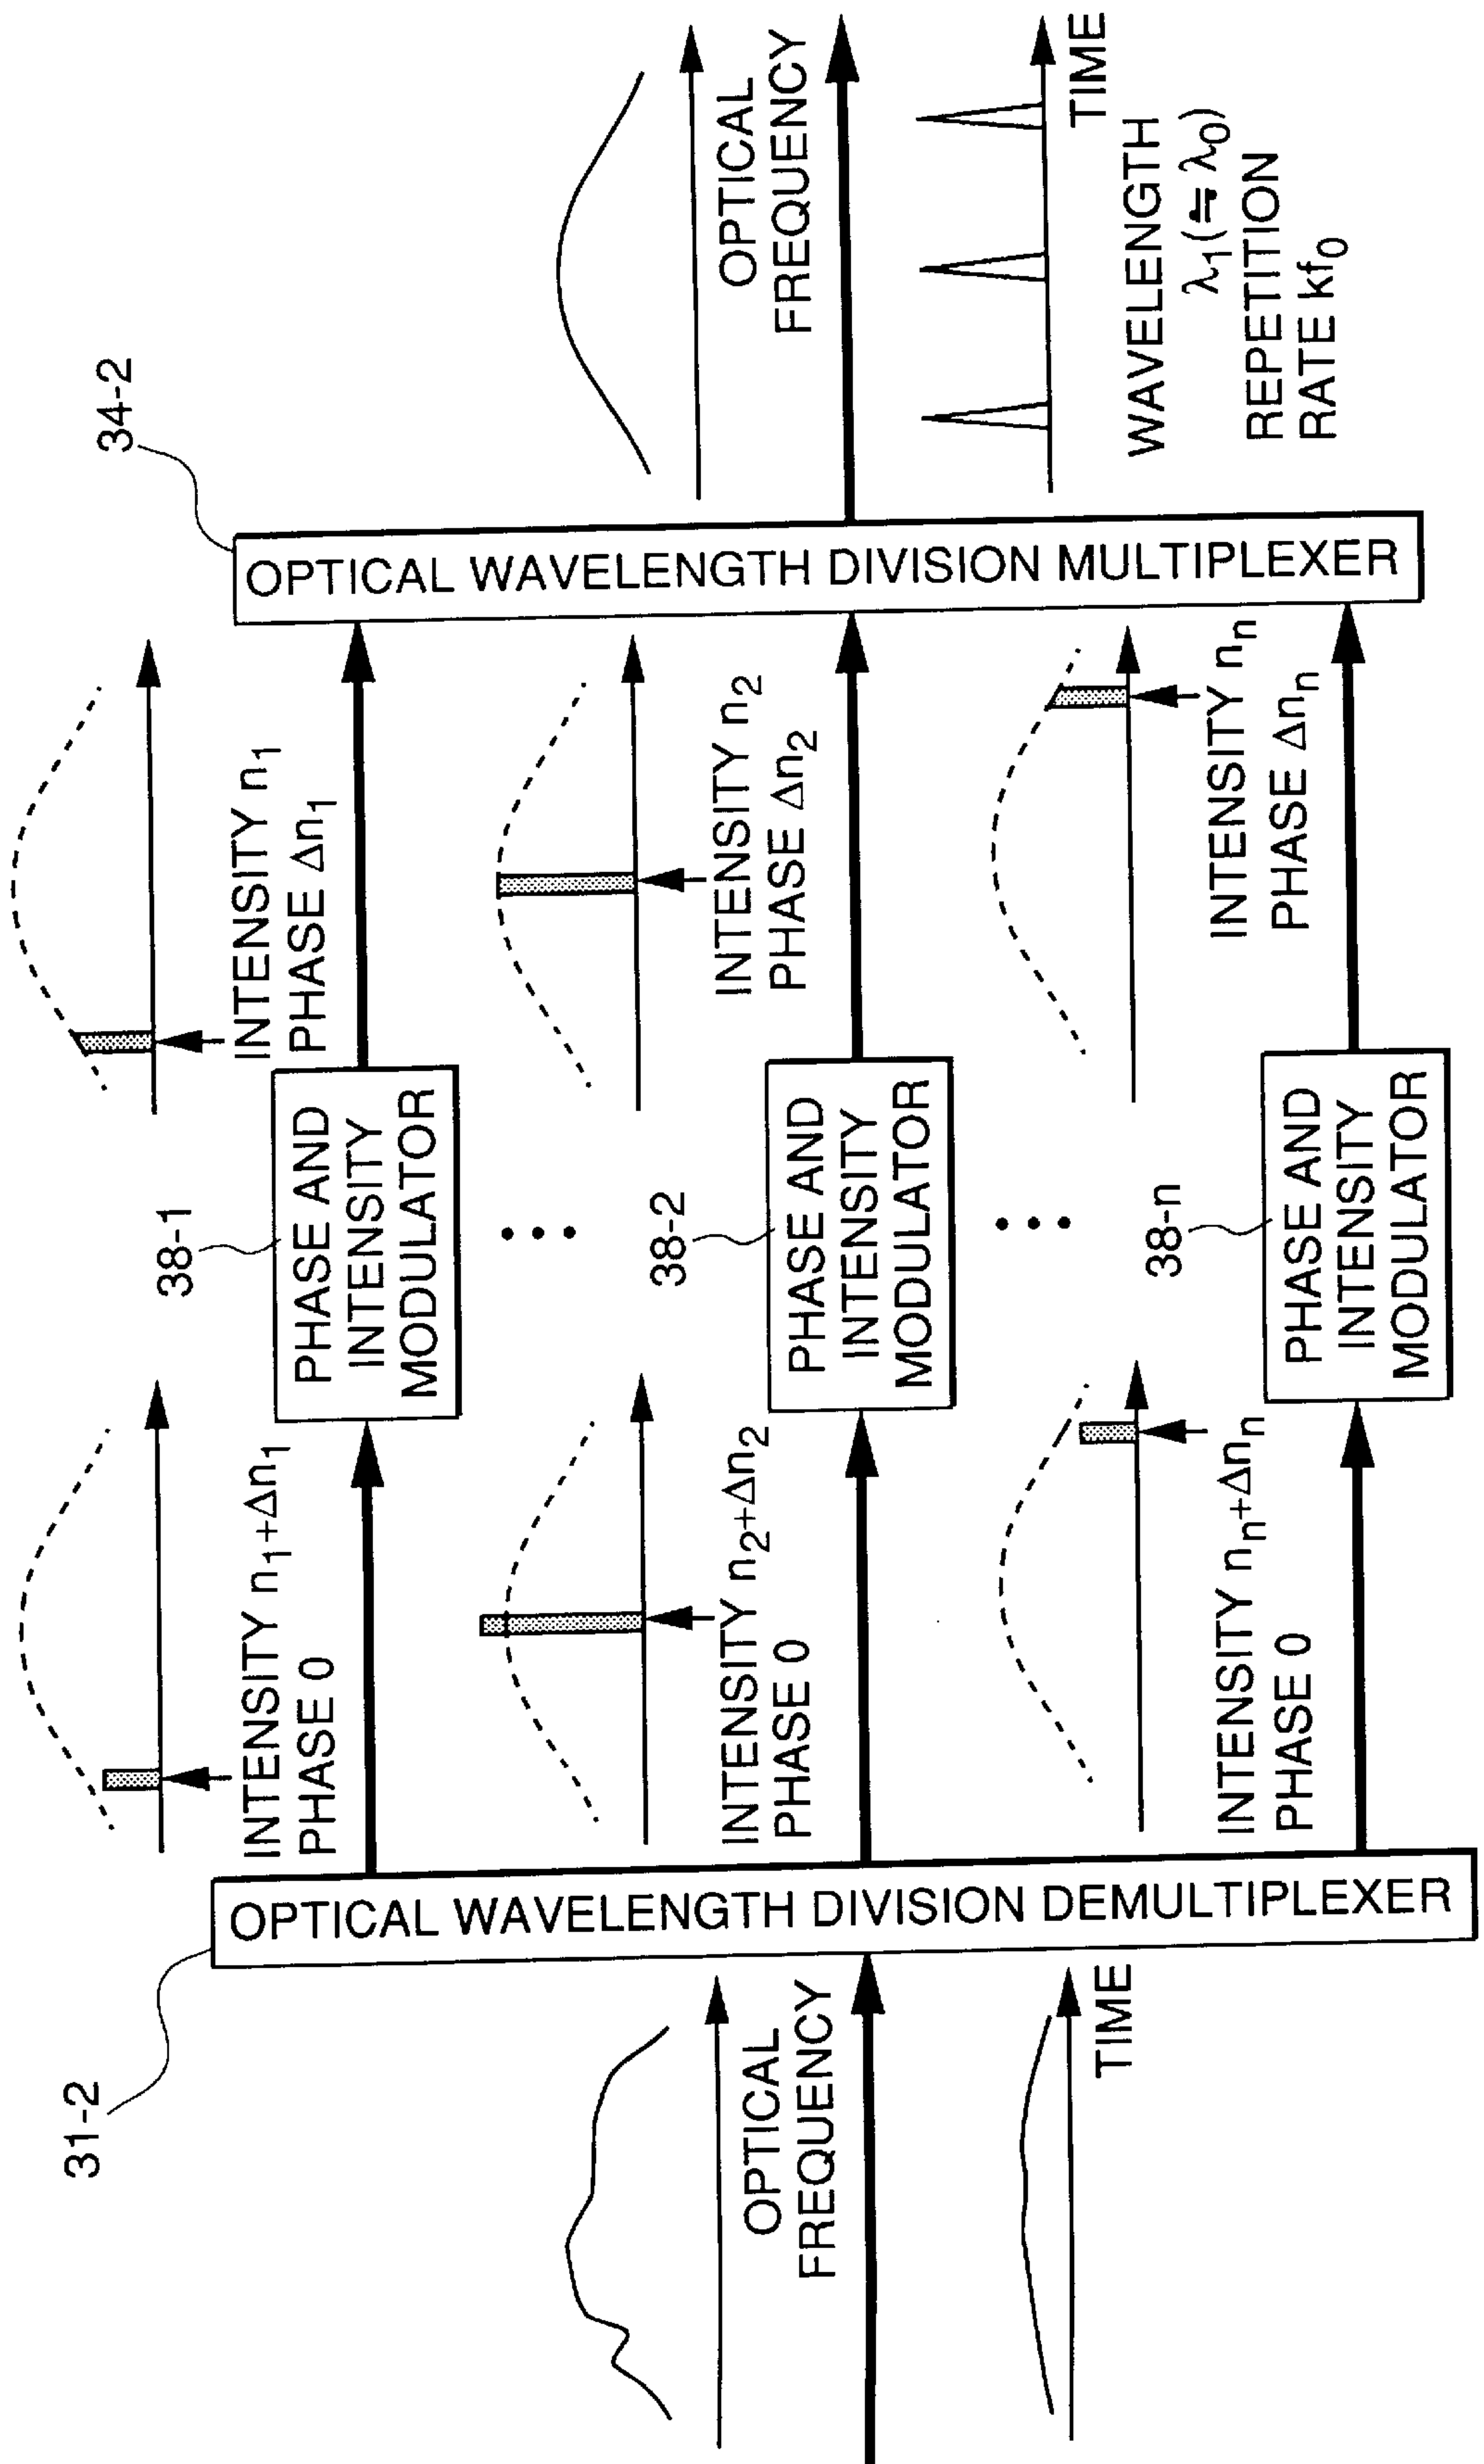 31-2
OPTICAL
FREQUENCY
TIME
OPTICAL WAVELENGTH DIVISION DEMULTIPLEXER
INTENSITY n1+Δn1
PHASE 0
INTENSITY n2+Δn2
PHASE 0
INTENSITY nn+Δnn
PHASE 0
38-1
PHASE AND
INTENSITY
MODULATOR
38-2
PHASE AND
INTENSITY
MODULATOR
38-n
PHASE AND
INTENSITY
MODULATOR
INTENSITY n1
PHASE Δn1
INTENSITY n2
PHASE Δn2
INTENSITY nn
PHASE Δnn
34-2
OPTICAL WAVELENGTH DIVISION MULTIPLEXER
OPTICAL
FREQUENCY
TIME
WAVELENGTH
λ1(≒ λ0)
REPETITION
RATE kf0